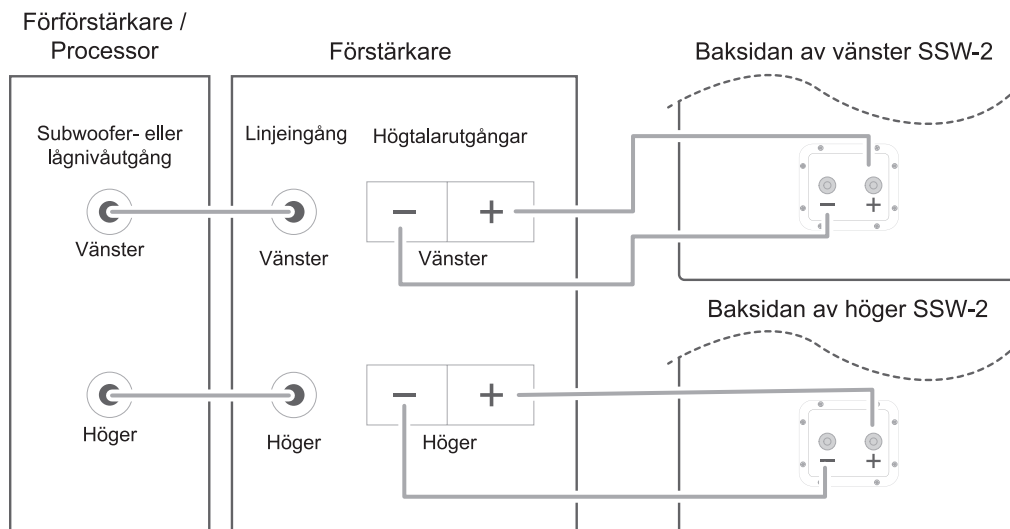 Förförstärkare /
Processor
Subwoofer- eller
lågnivåutgång
Vänster
Höger
Förstärkare
Linjeingång
Vänster
Höger
Högtalarutgångar
− +
Vänster
− +
Höger
Baksidan av vänster SSW-2
− +
Baksidan av höger SSW-2
− +